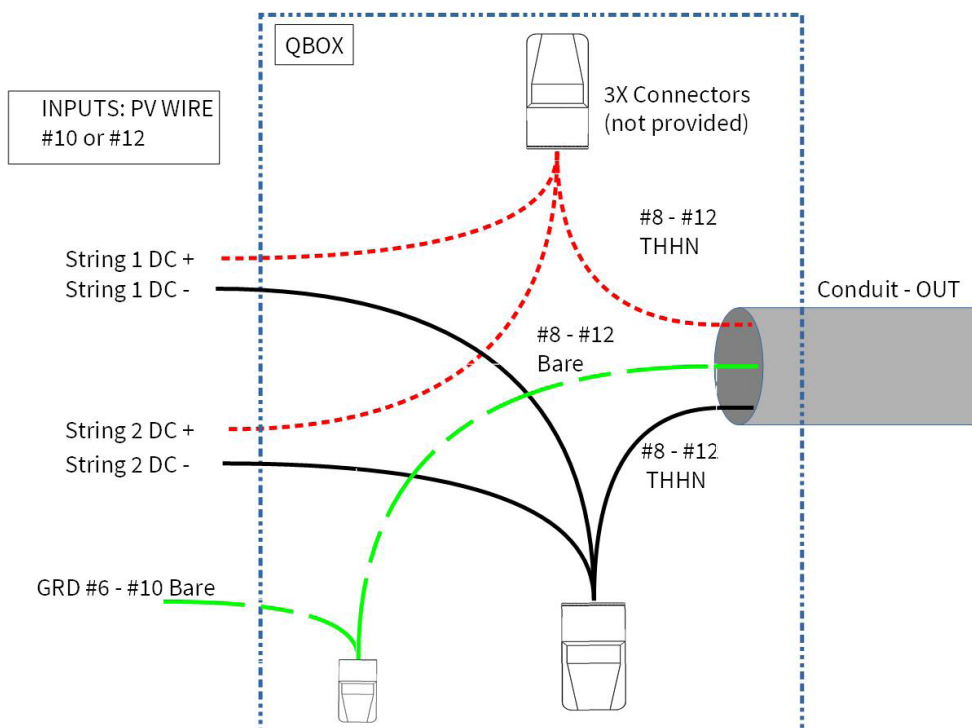 QBOX
INPUTS: PV WIRE
#10 or #12
3X Connectors
(not provided)
#8 - #12
THHN
String 1 DC +
String 1 DC -
Conduit - OUT
#8 - #12
Bare
String 2 DC +
String 2 DC -
#8 - #12
THHN
GRD #6 - #10 Bare